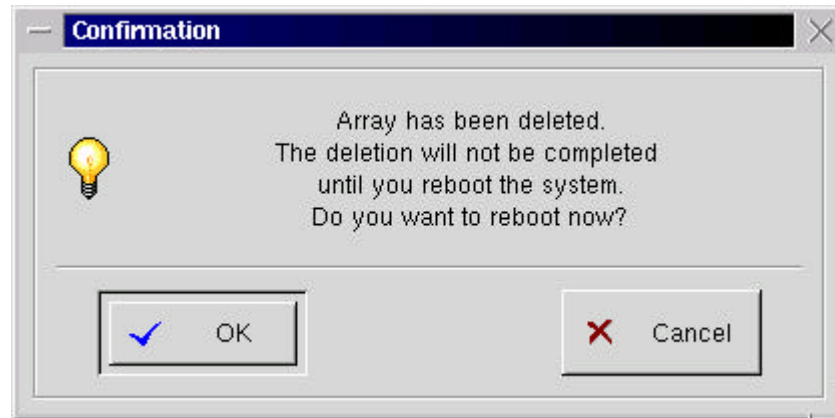 Confirmation
Array has been deleted.
The deletion will not be completed
until you reboot the system.
Do you want to reboot now?
OK
Cancel